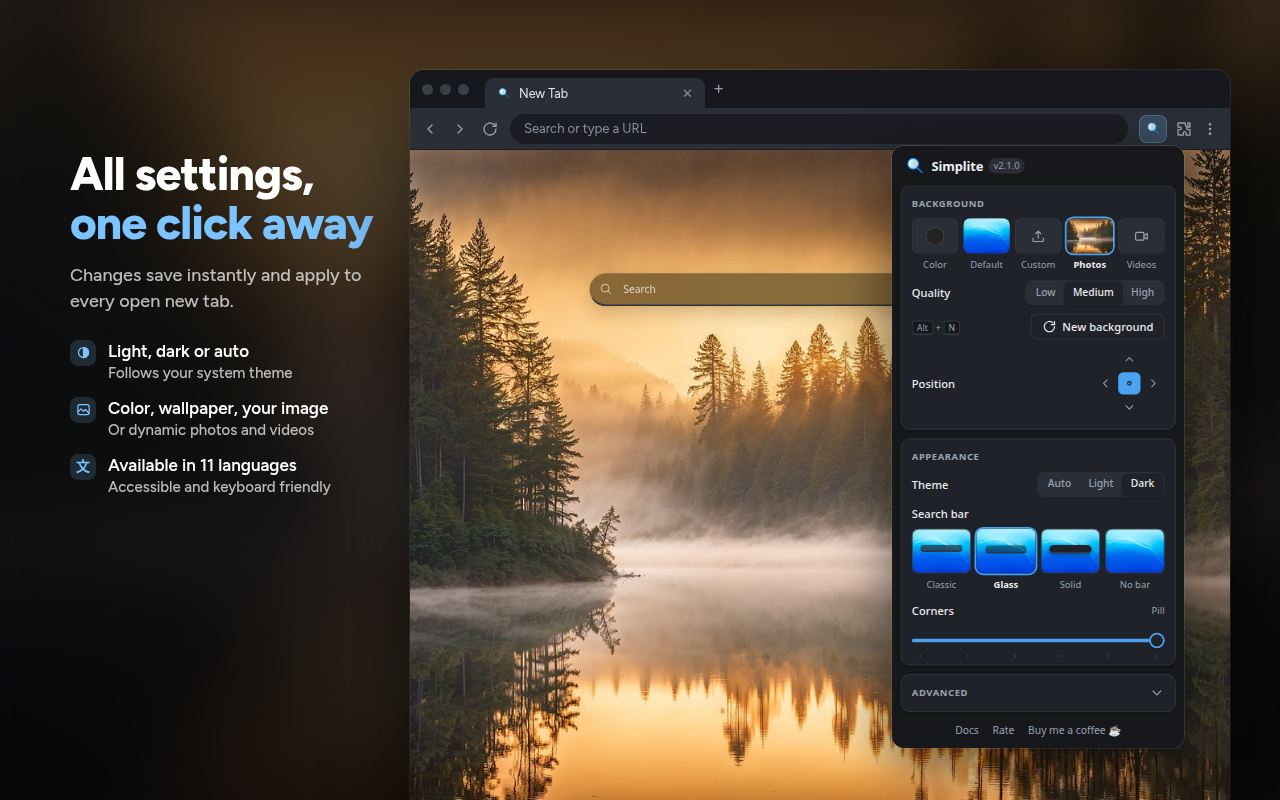 All settings,
one click away
Changes save instantly and apply to
every open new tab.
Light, dark or auto
Follows your system theme
Color, wallpaper, your image
Or dynamic photos and videos
文
Available in 11 languages
Accessible and keyboard friendly
New Tab
Search or type a URL
Search
Simplite v2.1.0
BACKGROUND
Color Default Custom Photos Videos
Quality Low Medium High
Alt + N New background
Position
APPEARANCE
Theme Auto Light Dark
Search bar
Classic Glass Solid No bar
Corners Pill
ADVANCED
Docs Rate Buy me a coffee ☕